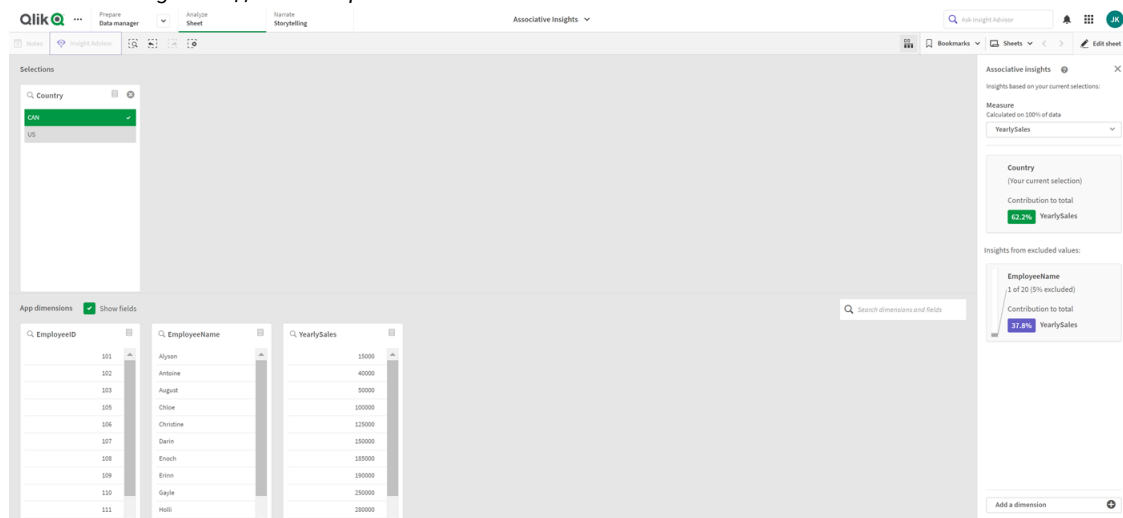 Qlik
Prepare
Data manager
Analyze
Sheet
Narrate
Storytelling
Associative Insights
Ask Insight Advisor
JK
Notes
Insight Advisor
Bookmarks
Sheets
Edit sheet
Selections
Country
CAN
US
Associative insights
Insights based on your current selections:
Measure
Calculated on 100% of data
YearlySales
Country
(Your current selection)
Contribution to total
62.2% YearlySales
Insights from excluded values:
EmployeeName
1 of 20 (5% excluded)
Contribution to total
37.8% YearlySales
Add a dimension
App dimensions
Show fields
Search dimensions and fields
EmployeeID
101
102
103
105
106
107
108
109
110
111
EmployeeName
Alyson
Antoine
August
Chloe
Christine
Darin
Enoch
Erinn
Gayle
Holli
YearlySales
15000
40000
50000
100000
125000
150000
185000
190000
250000
280000